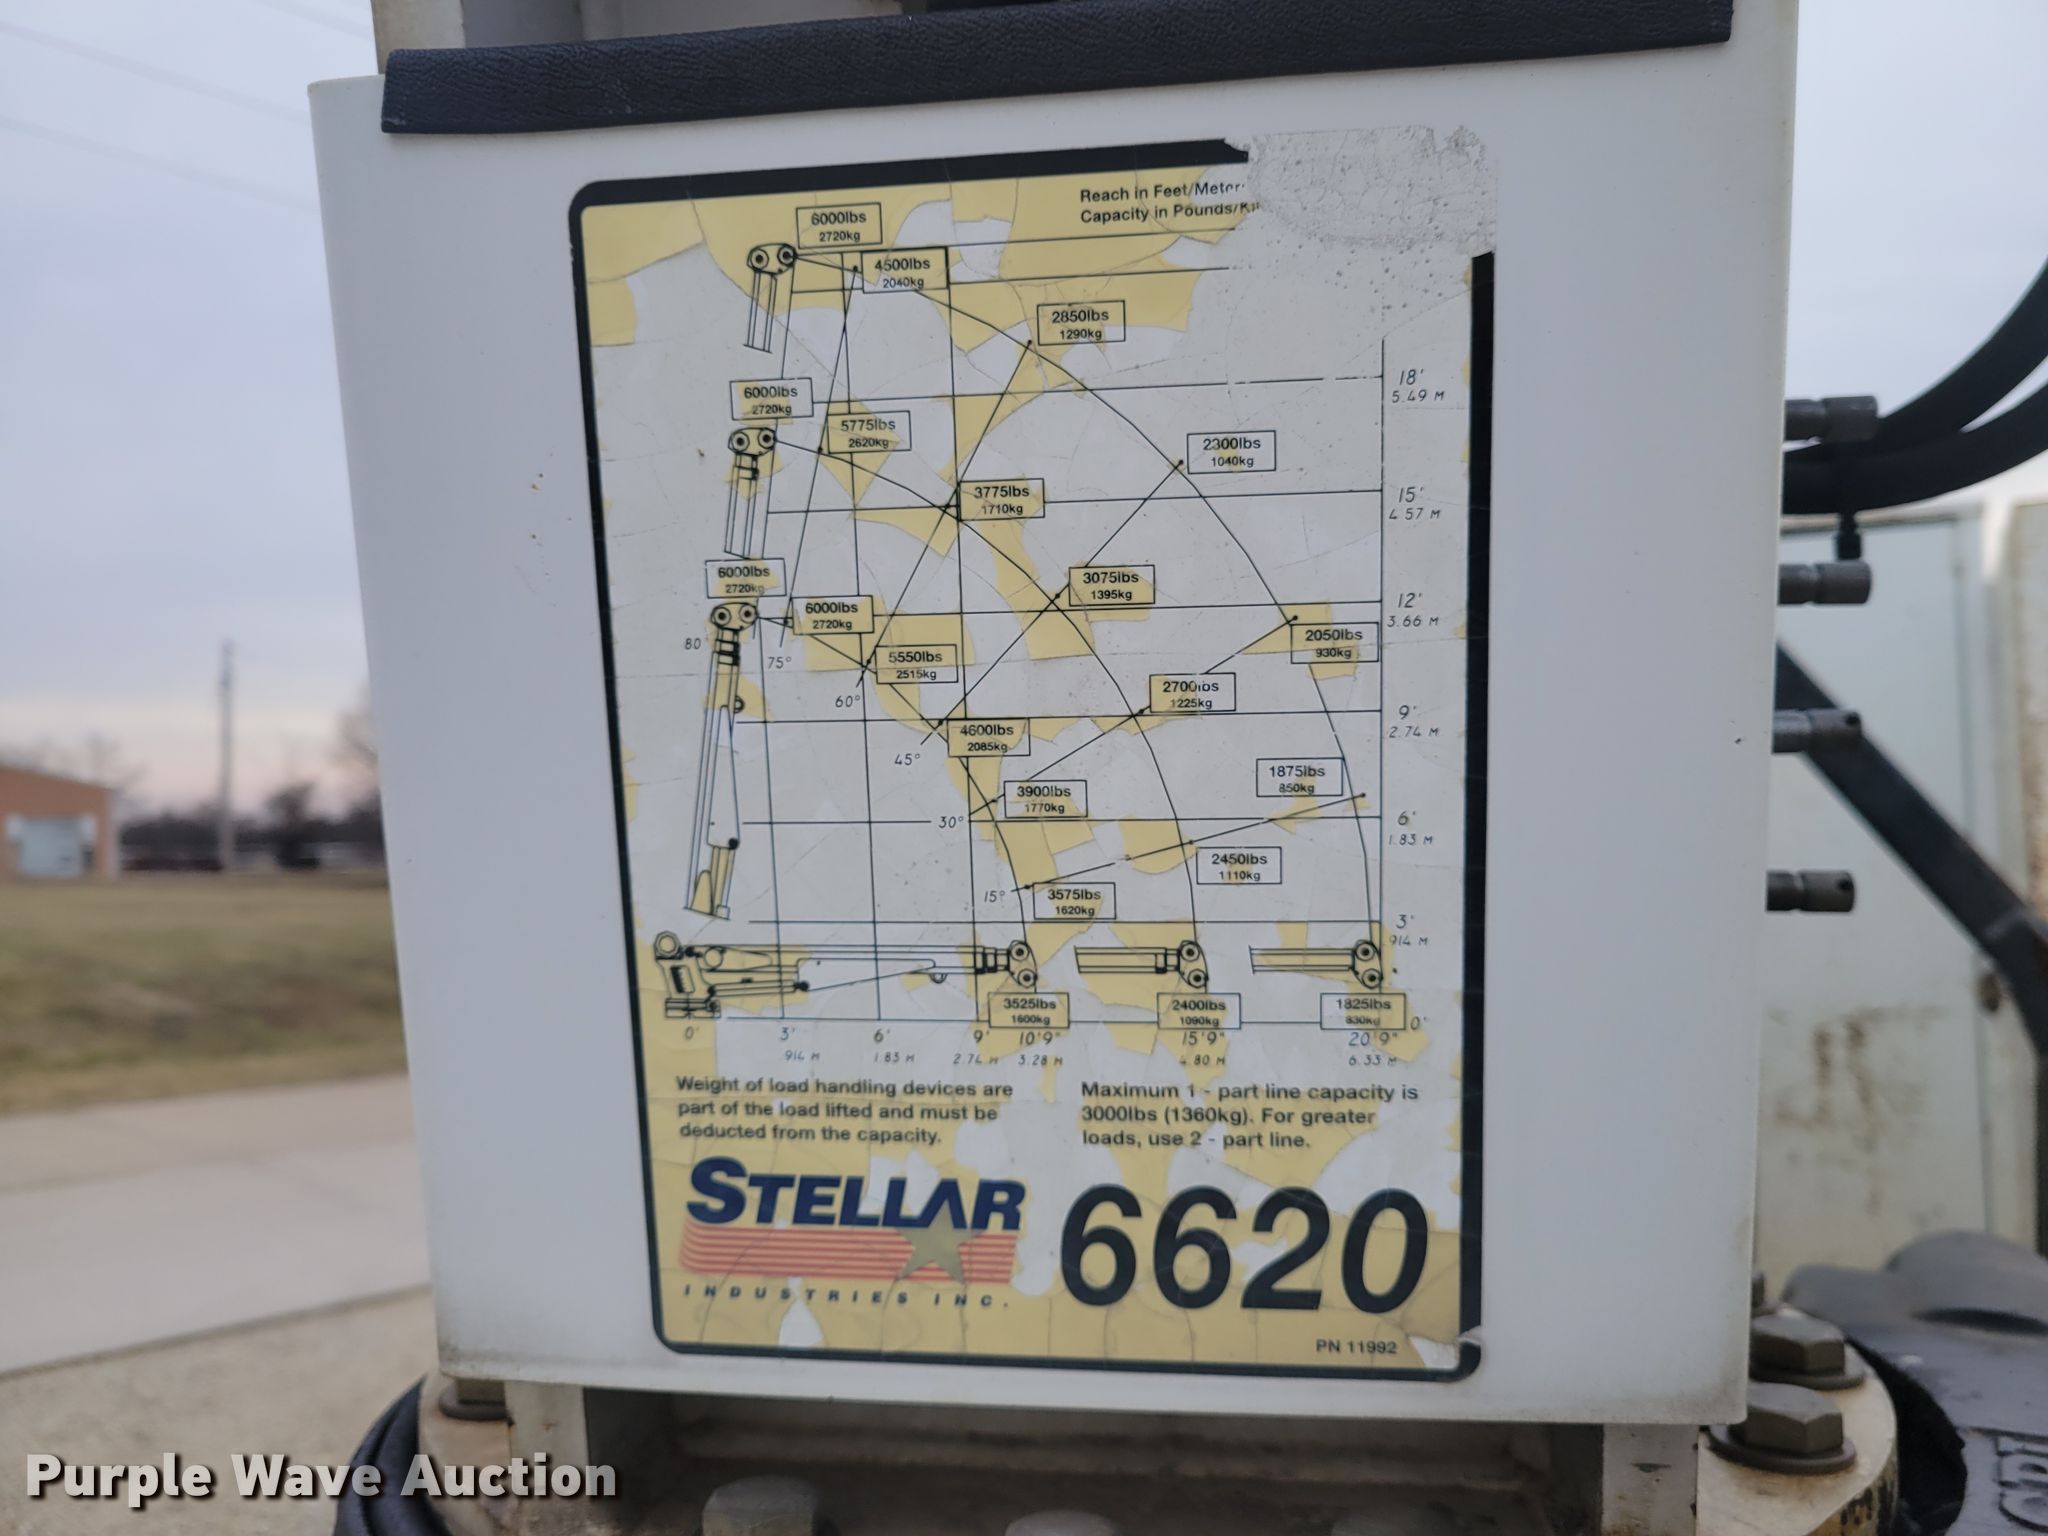 Reach in Feet/Meter
Capacity in Pounds/Ki
6000lbs
2720kg
4500lbs
2040kg
2850lbs
1290kg
18'
5.49 M
6000lbs
2720kg
5775lbs
2620kg
2300lbs
1040kg
3775lbs
1710kg
15'
4 57 M
6000lbs
2720kg
3075lbs
1395kg
6000lbs
2720kg
12'
3.66 M
2050lbs
930kg
80
75°
5550lbs
2515kg
60°
2700lbs
1225kg
9'
2.74 M
4600lbs
2085kg
45°
1875lbs
850kg
3900lbs
1770kg
30°
6'
1.83 M
2450lbs
1110kg
15°
3575lbs
1620kg
3'
914 M
3525lbs
1600kg
2400lbs
1090kg
1825lbs
830kg
0'
0' 3' 6' 9' 10'9" 15'9" 20'9"
914 M 1.83 M 2.74 M 3.28 M 4.80 M 6.33 M
Weight of load handling devices are
part of the load lifted and must be
deducted from the capacity.
Maximum 1 - part line capacity is
3000lbs (1360kg). For greater
loads, use 2 - part line.
STELLAR
INDUSTRIES INC.
6620
PN 11992
Purple Wave Auction